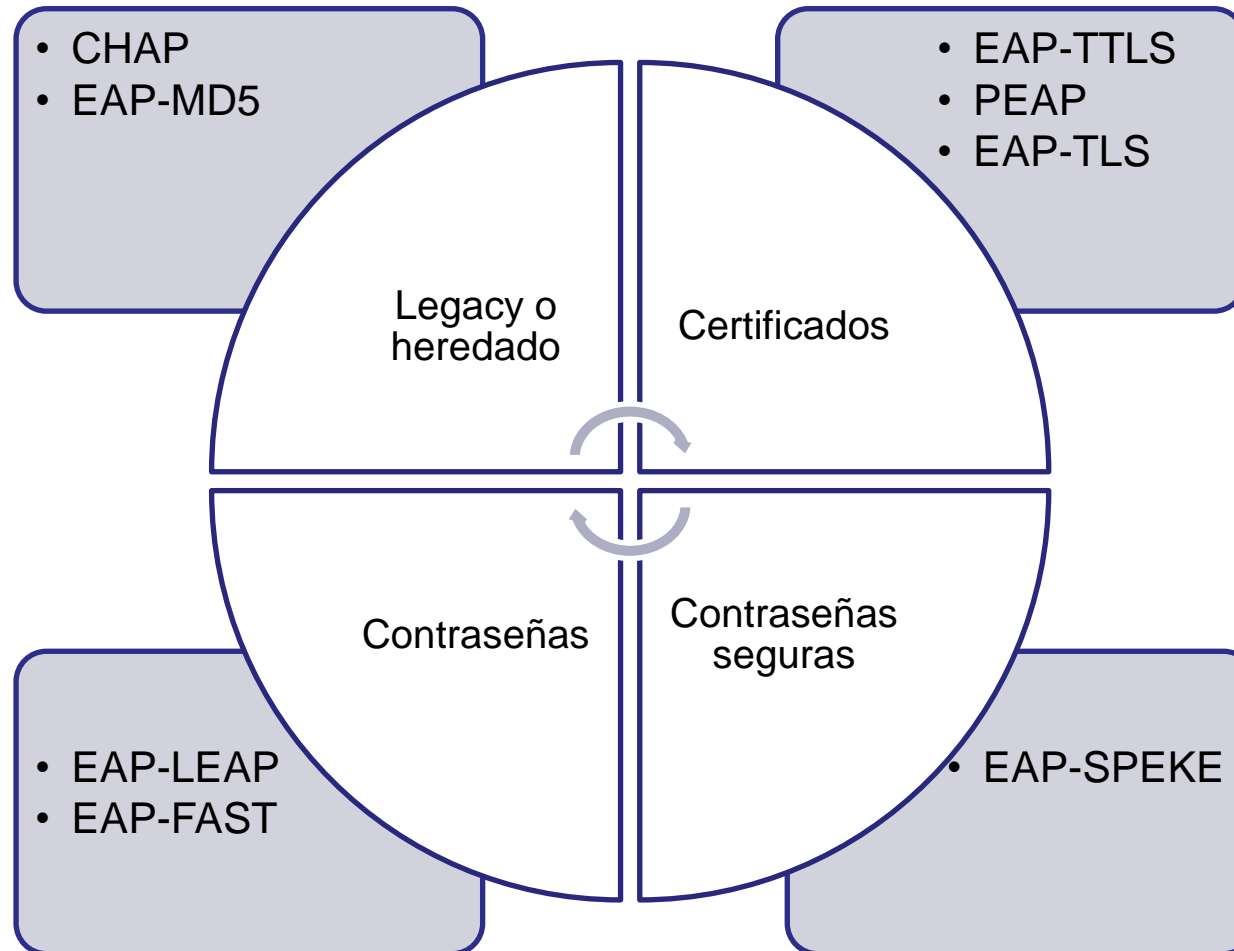 • CHAP
• EAP-MD5
• EAP-TTLS
• PEAP
• EAP-TLS
Legacy o
heredado
Certificados
Contraseñas
Contraseñas
seguras
• EAP-LEAP
• EAP-FAST
• EAP-SPEKE